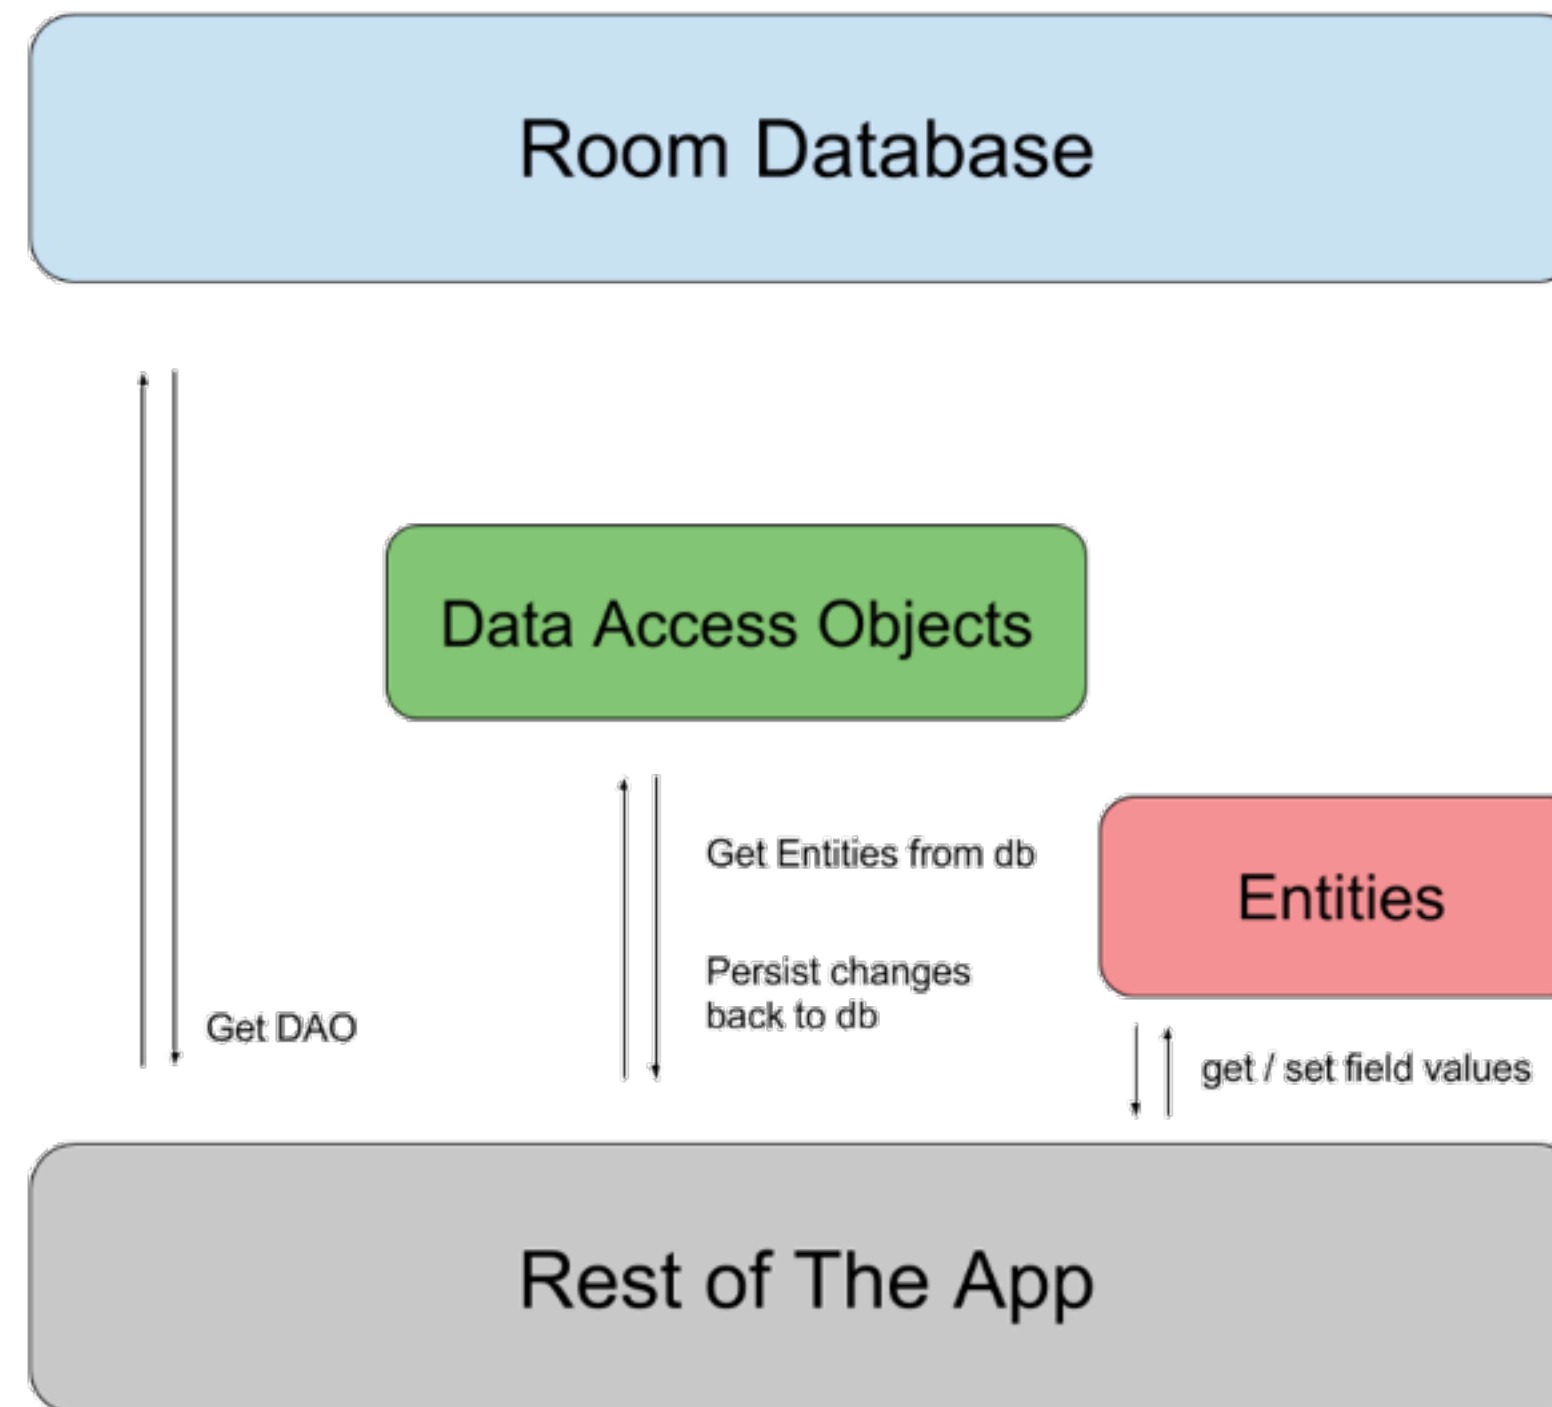 Room Database
Data Access Objects
Get Entities from db
Entities
Persist changes
back to db
Get DAO
get / set field values
Rest of The App